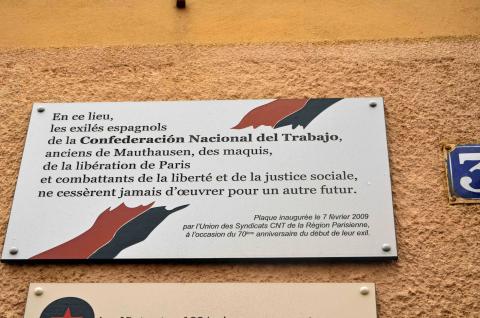 En ce lieu,
les exilés espagnols
de la Confederación Nacional del Trabajo,
anciens de Mauthausen, des maquis,
de la libération de Paris
et combattants de la liberté et de la justice sociale,
ne cessèrent jamais d'œuvrer pour un autre futur.
Plaque inaugurée le 7 février 2009
par l'Union des Syndicats CNT de la Région Parisienne,
à l'occasion du 70ème anniversaire du début de leur exil.
3